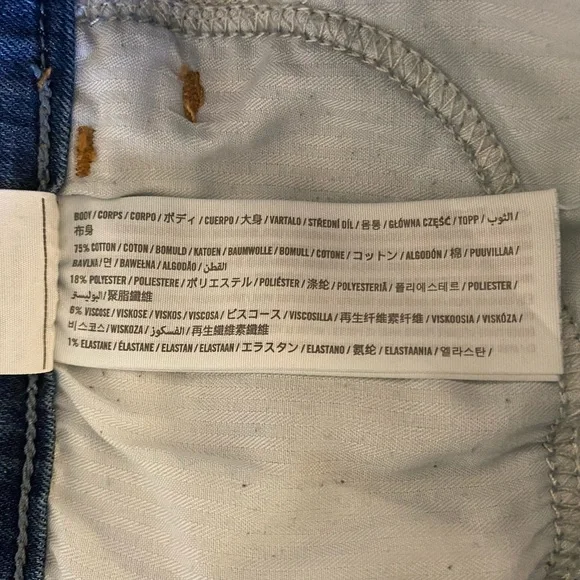 BODY / CORPS / CORPO / ボディ / CUERPO / 大身 / VARTALO / STŘEDNÍ DÍL / 몸통 / GŁÓWNA CZĘŚĆ / TOPP / الثوب /
布身
75% COTTON / COTON / BOMULD / KATOEN / BAUMWOLLE / BOMULL / COTONE / コットン / ALGODÓN / 棉 / PUUVILLAA /
BAVLNA / 면 / BAWEŁNA / ALGODÃO / القطن
18% POLYESTER / POLIESTERE / ポリエステル / POLIÉSTER / 涤纶 / POLYESTERIÄ / 폴리에스테르 / POLIESTER /
البوليستر / 聚脂纖維
6% VISCOSE / VISKOSE / VISKOS / VISCOSA / ビスコース / VISCOSILLA / 再生纤维素纤维 / VISKOOSIA / VISKÓZA /
비스코스 / WISKOZA / الفسكوز / 再生纖維素纖維
1% ELASTANE / ÉLASTANE / ELASTAN / ELASTAAN / エラスタン / ELASTANO / 氨纶 / ELASTAANIA / 엘라스탄 /